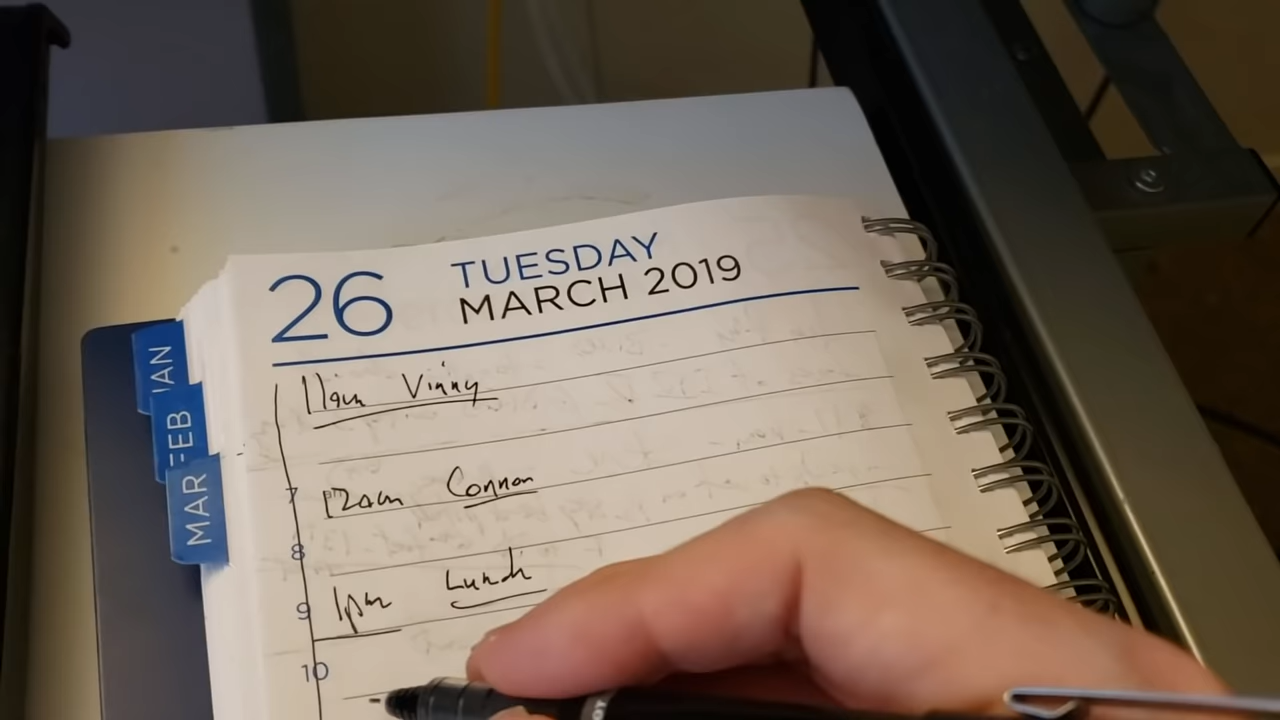 26 TUESDAY
MARCH 2019
11am Vinny
7 12am Connor
8
9 1pm Lunch
10
JAN
FEB
MAR